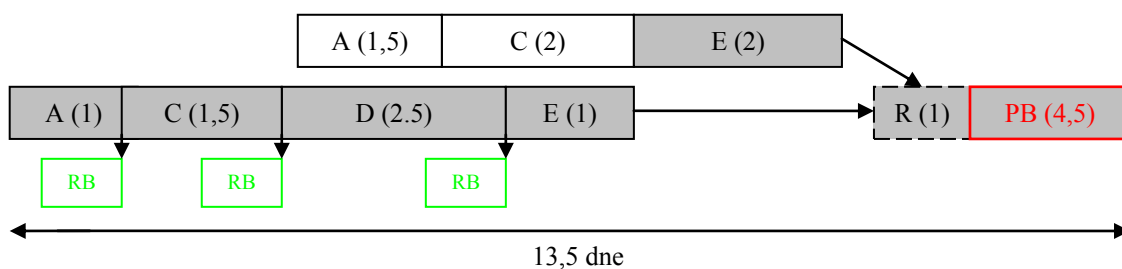 A (1,5) C (2) E (2)
A (1) C (1,5) D (2.5) E (1) R (1) PB (4,5)
RB RB RB
13,5 dne